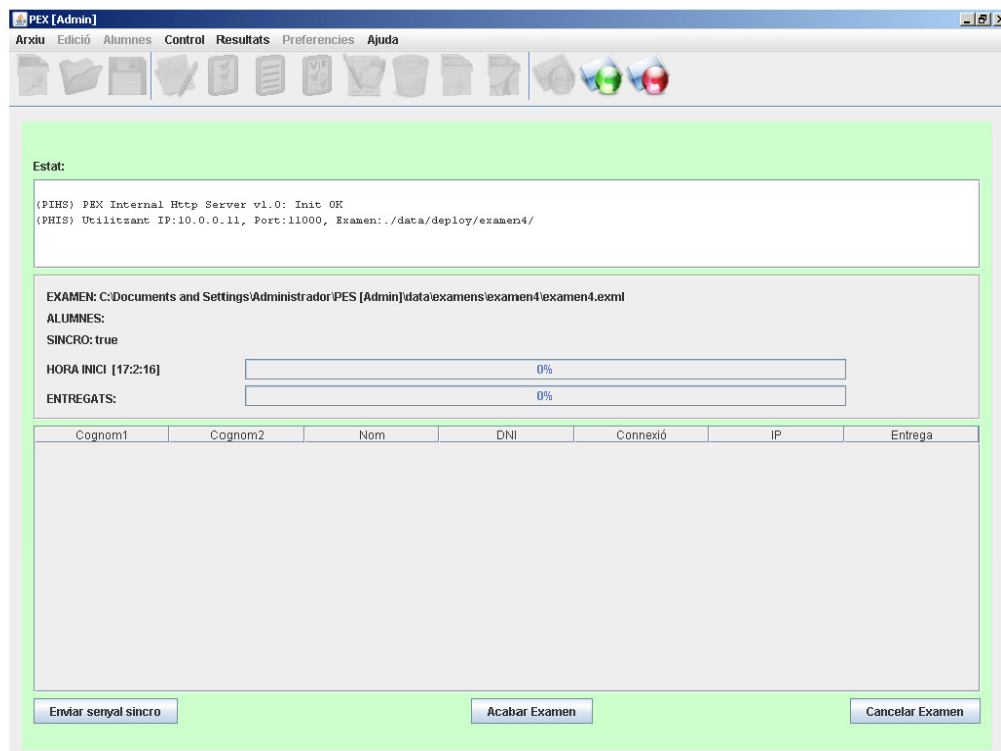 PEX [Admin]
Arxiu Edició Alumnes Control Resultats Preferencies Ajuda
VIF
Estat:
(PIHS) PEX Internal Http Server v1.0: Init OK
(PHIS) Utilitzant IP:10.0.0.11, Port:11000, Examen:./data/deploy/examen4/
EXAMEN: C:\Documents and Settings\Administrador\PES [Admin]\data\examens\examen4\examen4.exml
ALUMNES:
SINCRO: true
HORA INICI [17:2:16] 0%
ENTREGATS: 0%
Cognom1 Cognom2 Nom DNI Connexió IP Entrega
Enviar senyal sincro Acabar Examen Cancelar Examen